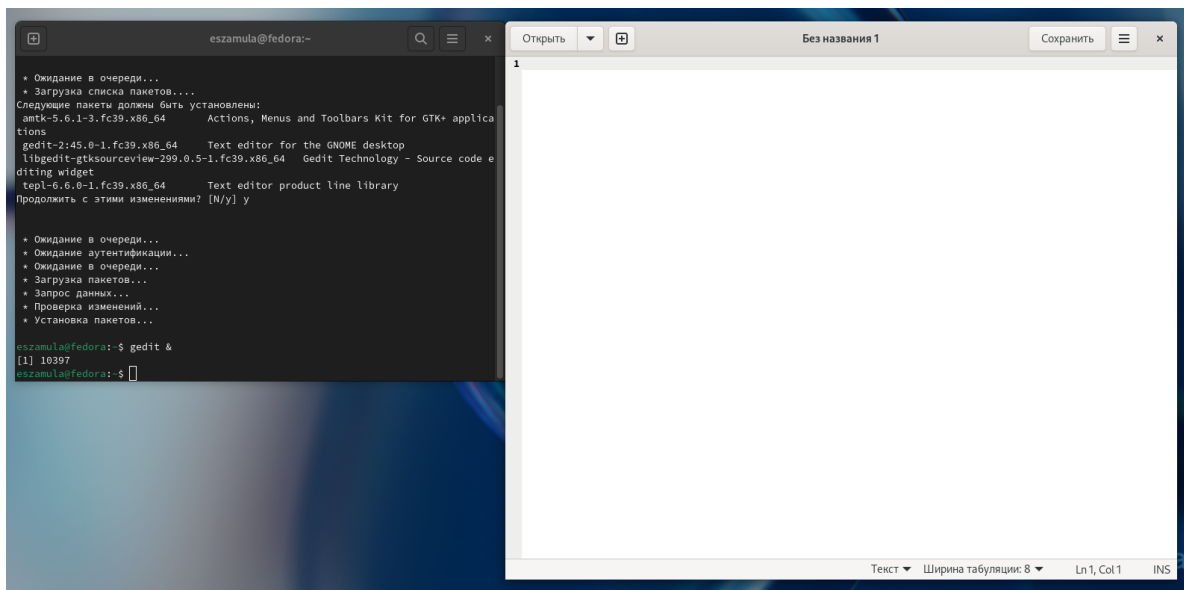 eszamula@fedora:~
* Ожидание в очереди...
* Загрузка списка пакетов....
Следующие пакеты должны быть установлены:
amtk-5.6.1-3.fc39.x86_64 Actions, Menus and Toolbars Kit for GTK+ applica
tions
gedit-2:45.0-1.fc39.x86_64 Text editor for the GNOME desktop
libgedit-gtksourceview-299.0.5-1.fc39.x86_64 Gedit Technology - Source code e
diting widget
tepl-6.6.0-1.fc39.x86_64 Text editor product line library
Продолжить с этими изменениями? [N/y] y
* Ожидание в очереди...
* Ожидание аутентификации...
* Ожидание в очереди...
* Загрузка пакетов...
* Запрос данных...
* Проверка изменений...
* Установка пакетов...
eszamula@fedora:~$ gedit &
[1] 10397
eszamula@fedora:~$
Открыть Без названия 1 Сохранить
1
Текст Ширина табуляции: 8 Ln 1, Col 1 INS